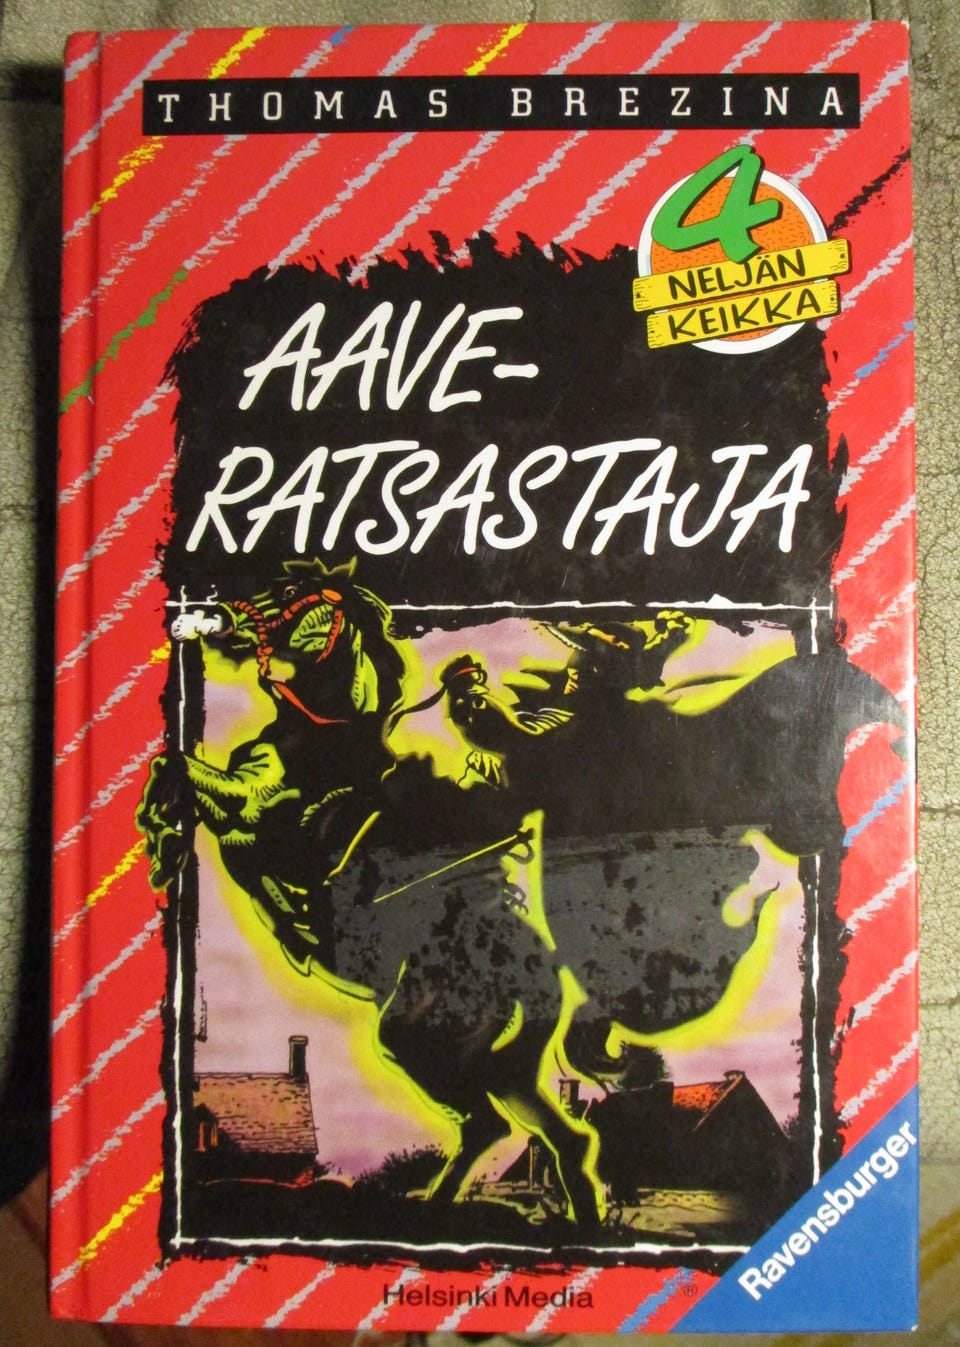 THOMAS BREZINA
4
NELJÄN
KEIKKA
AAVE-
RATSASTAJA
Ravensburger
Helsinki Media
®